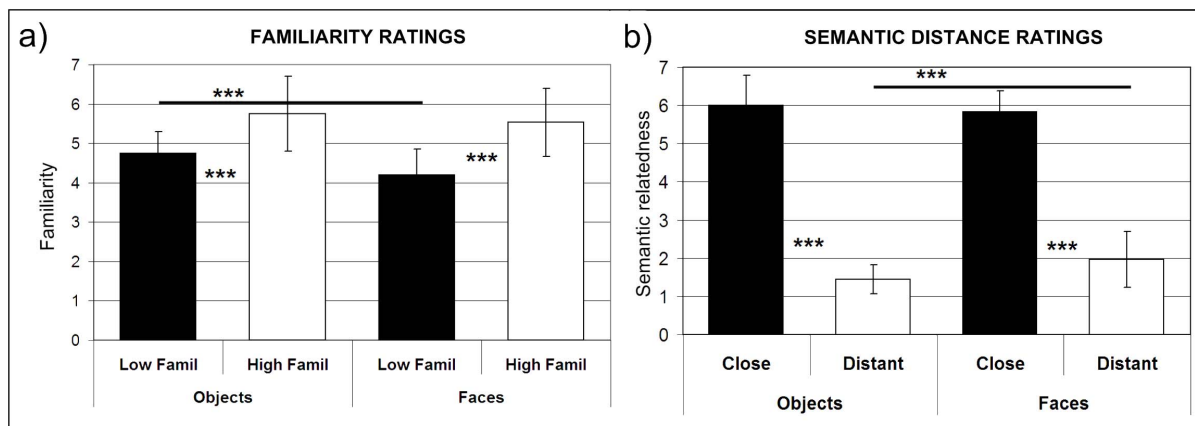 a)
FAMILIARITY RATINGS
Familiarity
7
6
5
4
3
2
1
0
***
***
***
Low Famil High Famil Low Famil High Famil
Objects Faces
b)
SEMANTIC DISTANCE RATINGS
Semantic relatedness
7
6
5
4
3
2
1
0
***
***
***
Close Distant Close Distant
Objects Faces